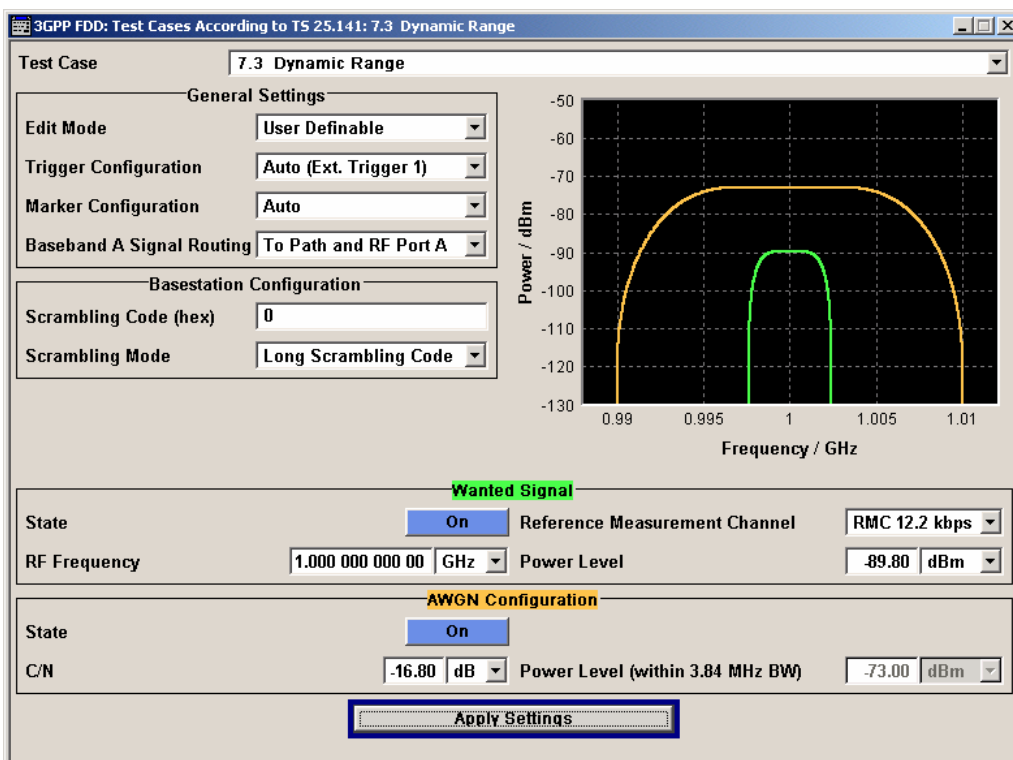 3GPP FDD: Test Cases According to TS 25.141: 7.3 Dynamic Range
Test Case 7.3 Dynamic Range
General Settings
Edit Mode User Definable
Trigger Configuration Auto (Ext. Trigger 1)
Marker Configuration Auto
Baseband A Signal Routing To Path and RF Port A
Basestation Configuration
Scrambling Code (hex) 0
Scrambling Mode Long Scrambling Code
Power / dBm
-50
-60
-70
-80
-90
-100
-110
-120
-130
0.99 0.995 1 1.005 1.01
Frequency / GHz
Wanted Signal
State On Reference Measurement Channel RMC 12.2 kbps
RF Frequency 1.000 000 000 00 GHz Power Level -89.80 dBm
AWGN Configuration
State On
C/N -16.80 dB Power Level (within 3.84 MHz BW) -73.00 dBm
Apply Settings